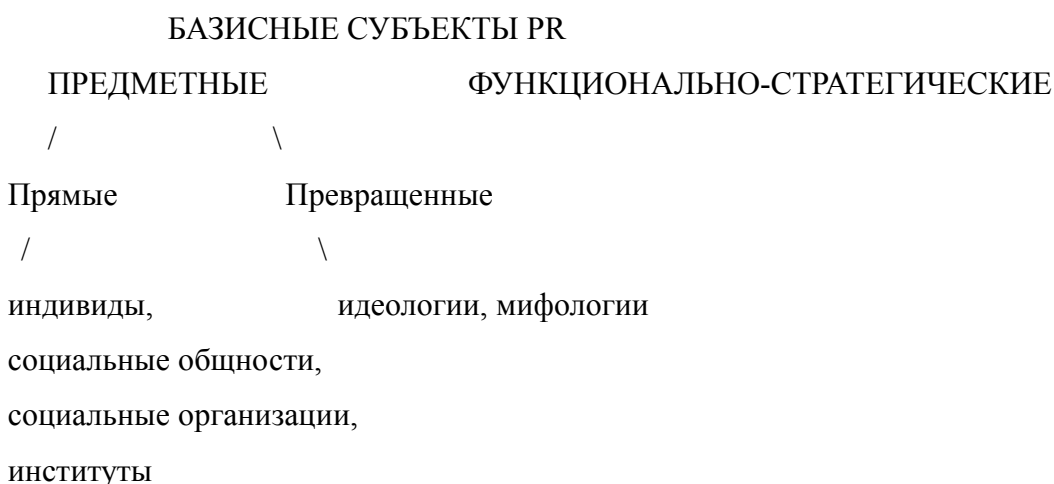 БАЗИСНЫЕ СУБЪЕКТЫ PR
ПРЕДМЕТНЫЕ ФУНКЦИОНАЛЬНО-СТРАТЕГИЧЕСКИЕ
/ \
Прямые Превращенные
/ \
индивиды, идеологии, мифологии
социальные общности,
социальные организации,
институты